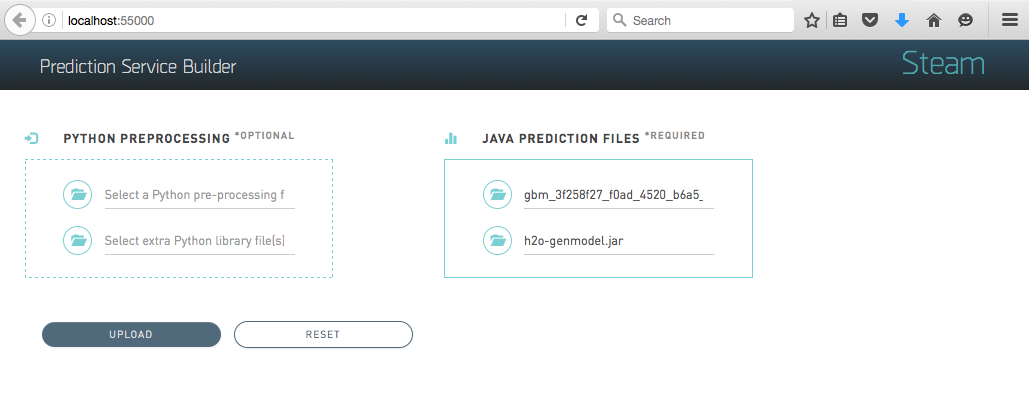 localhost:55000
Search
Prediction Service Builder
Steam
PYTHON PREPROCESSING *OPTIONAL
Select a Python pre-processing f
Select extra Python library file(s)
JAVA PREDICTION FILES *REQUIRED
gbm_3f258f27_f0ad_4520_b6a5_
h2o-genmodel.jar
UPLOAD
RESET